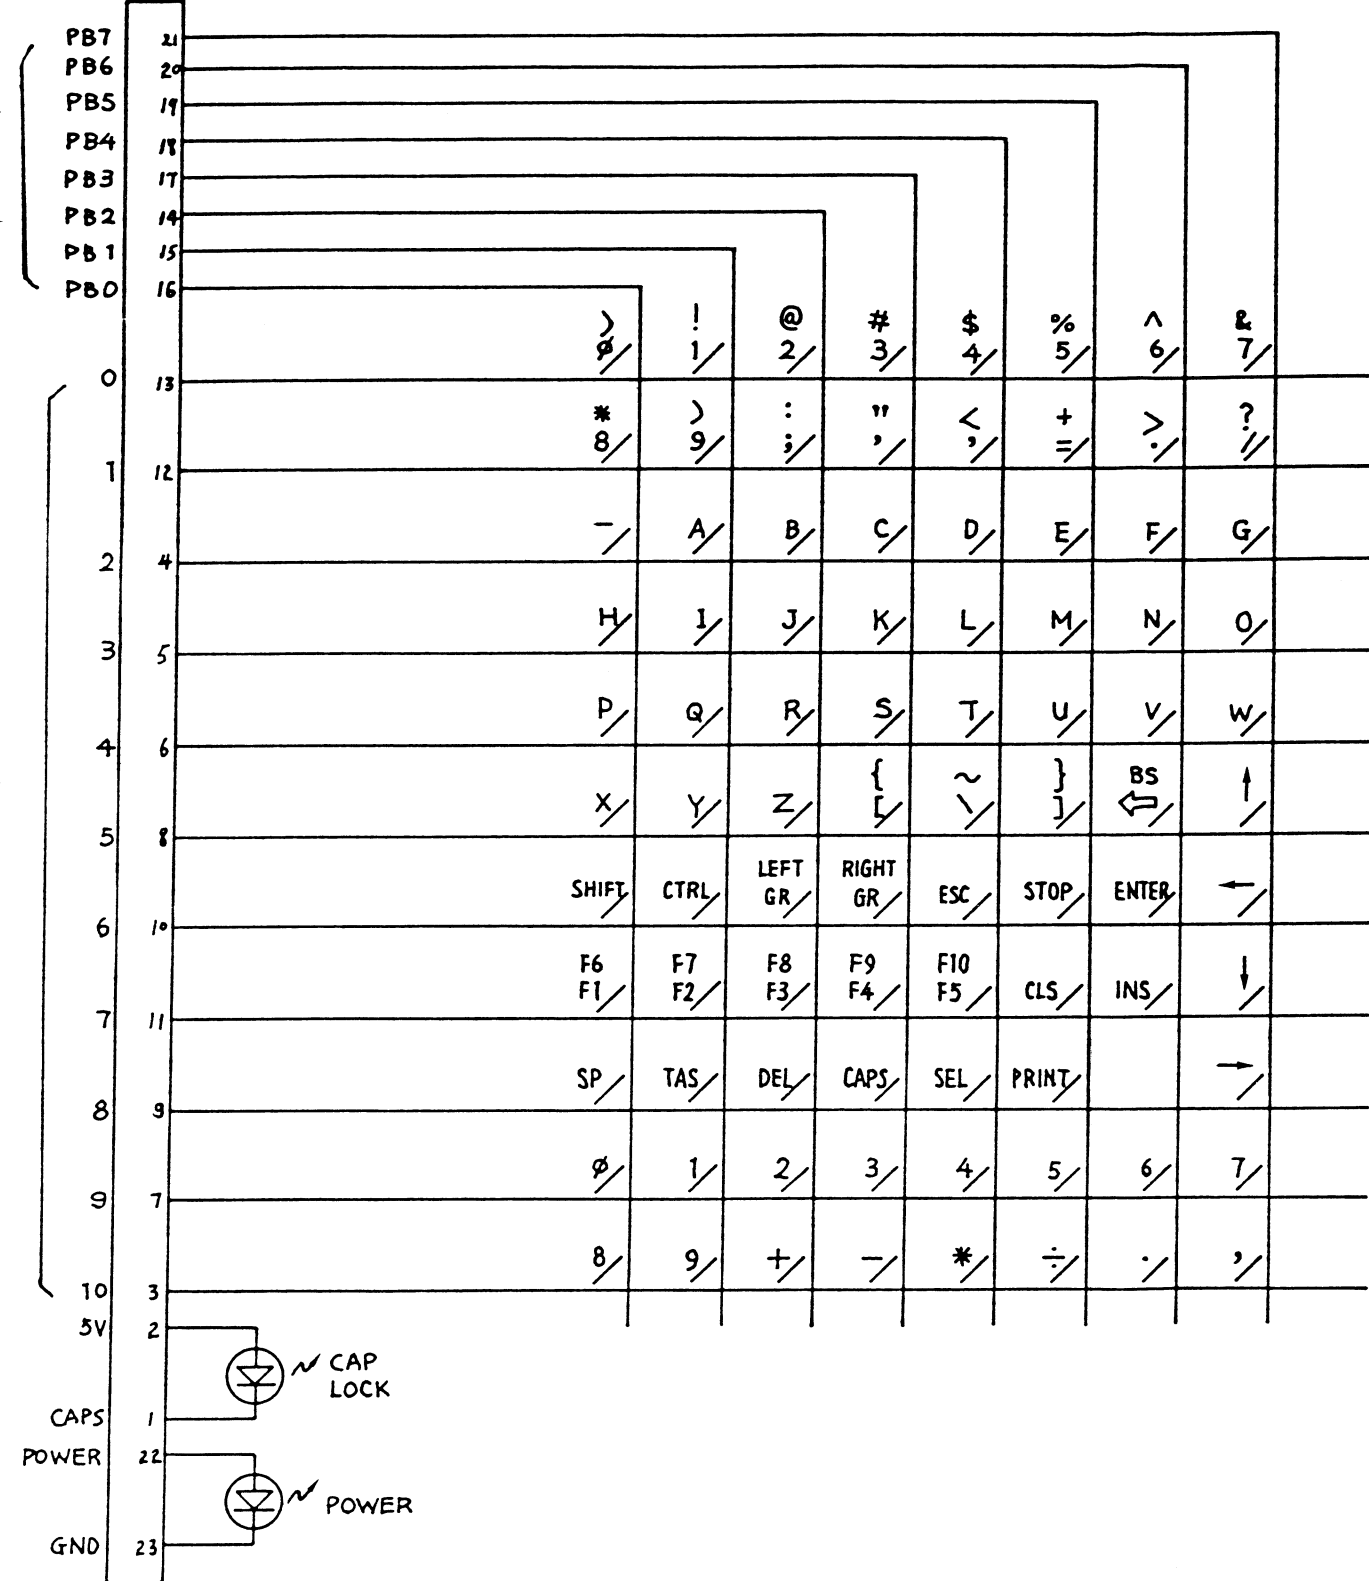 PB7 21
PB6 20
PB5 19
PB4 18
PB3 17
PB2 14
PB1 15
PB0 16
) ! @ # $ % ^ &
Ø 1 2 3 4 5 6 7
0 13
* ) : " < + > ?
8 9 ; ' , = . /
1 12
– A B C D E F G
2 4
H I J K L M N O
3 5
P Q R S T U V W
4 6
{ ~ } BS ↑
X Y Z [ \ ] ⇦
5 8
LEFT RIGHT
SHIFT CTRL GR GR ESC STOP ENTER ←
6 10
F6 F7 F8 F9 F10 ↓
F1 F2 F3 F4 F5 CLS INS
7 11
SP TAS DEL CAPS SEL PRINT →
8 9
Ø 1 2 3 4 5 6 7
9 7
8 9 + – * ÷ . ,
10 3
5V 2
CAP
LOCK
CAPS 1
POWER 22
POWER
GND 23